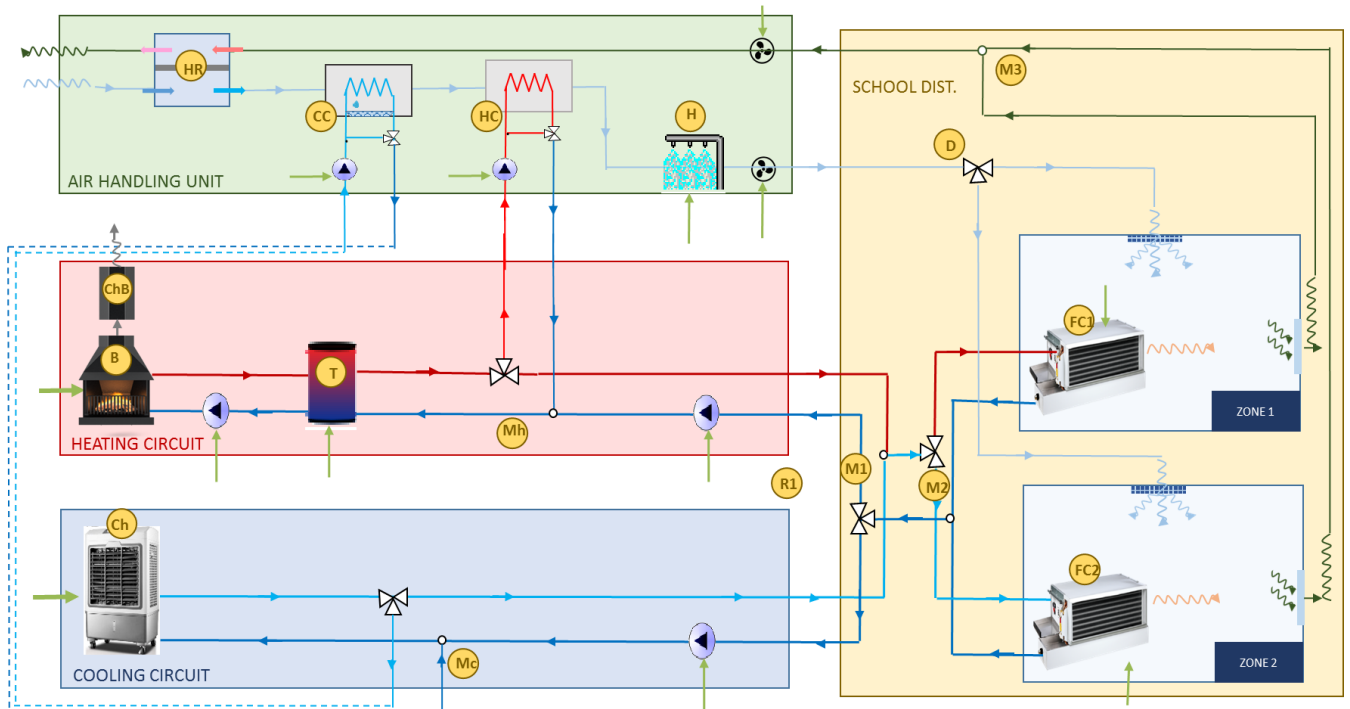 HR
M3
SCHOOL DIST.
CC
HC
H
D
AIR HANDLING UNIT
ChB
FC1
B
T
ZONE 1
Mh
HEATING CIRCUIT
M1
R1
M2
Ch
FC2
Mc
ZONE 2
COOLING CIRCUIT